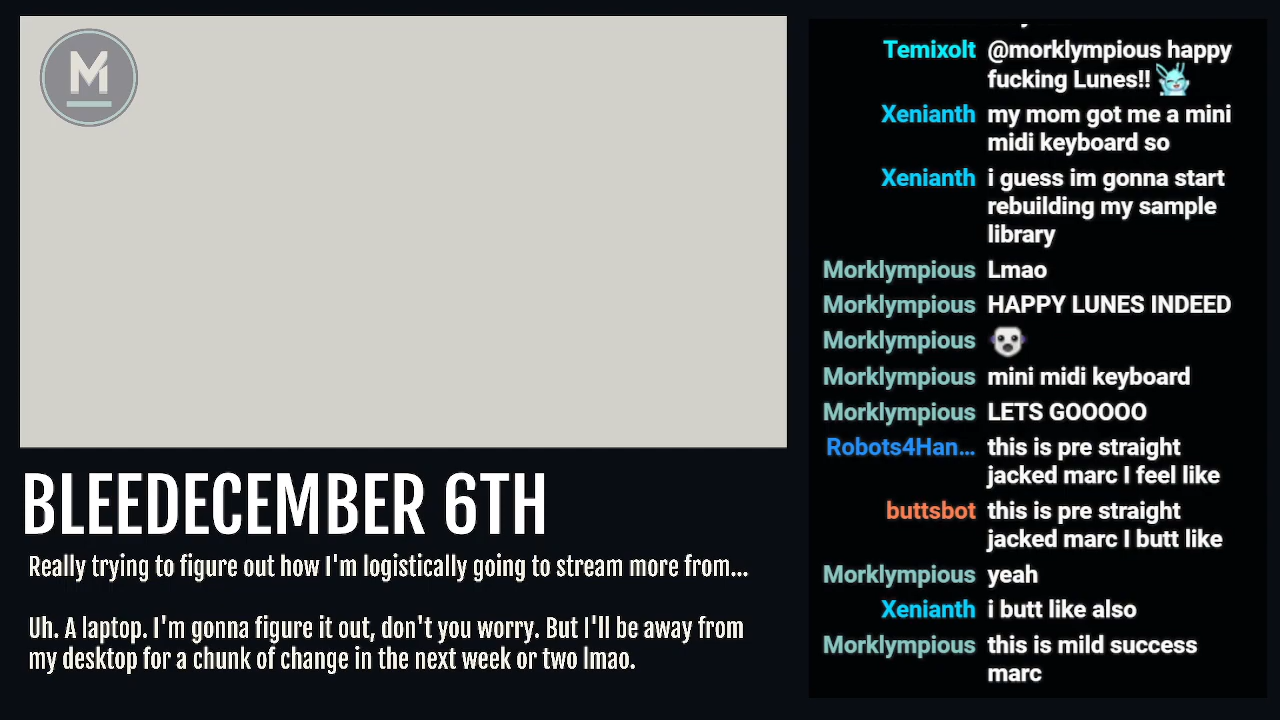 M
BLEEDECEMBER 6TH
Really trying to figure out how I'm logistically going to stream more from...
Uh. A laptop. I'm gonna figure it out, don't you worry. But I'll be away from
my desktop for a chunk of change in the next week or two lmao.
Temixolt @morklympious happy
fucking Lunes!!
Xenianth my mom got me a mini
midi keyboard so
Xenianth i guess im gonna start
rebuilding my sample
library
Morklympious Lmao
Morklympious HAPPY LUNES INDEED
Morklympious
Morklympious mini midi keyboard
Morklympious LETS GOOOOO
Robots4Han… this is pre straight
jacked marc I feel like
buttsbot this is pre straight
jacked marc I butt like
Morklympious yeah
Xenianth i butt like also
Morklympious this is mild success
marc